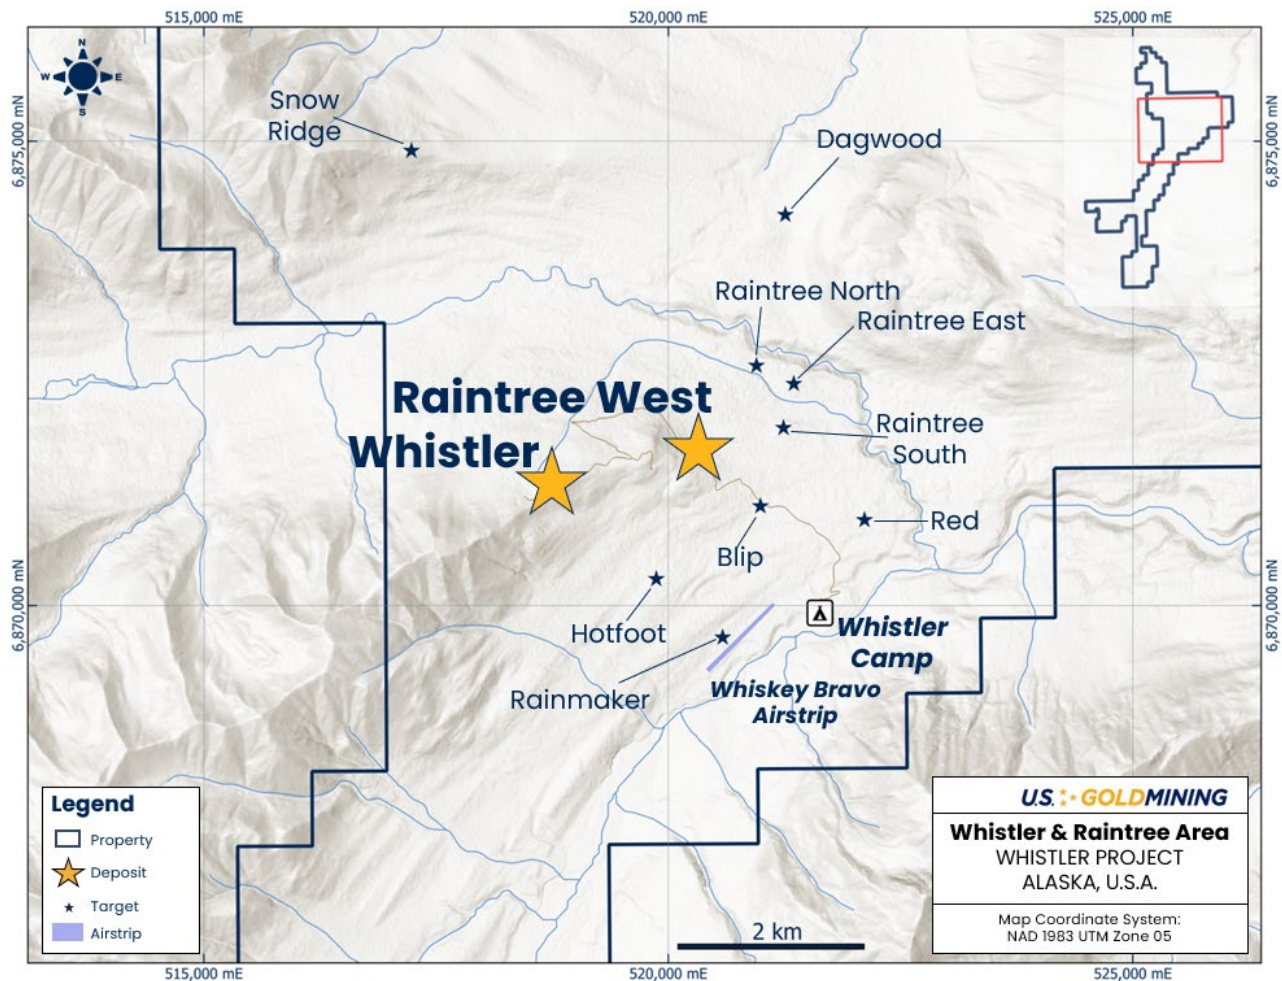 515,000 mE
520,000 mE
525,000 mE
N
W
E
S
6,875,000 mN
6,875,000 mN
Snow
Ridge
Dagwood
Raintree North
Raintree East
Raintree West
Whistler
Raintree
South
Red
Blip
6,870,000 mN
6,870,000 mN
Hotfoot
Whistler
Camp
Rainmaker
Whiskey Bravo
Airstrip
Legend
Property
Deposit
Target
Airstrip
2 km
U.S. GOLDMINING
Whistler & Raintree Area
WHISTLER PROJECT
ALASKA, U.S.A.
Map Coordinate System:
NAD 1983 UTM Zone 05
515,000 mE
520,000 mE
525,000 mE